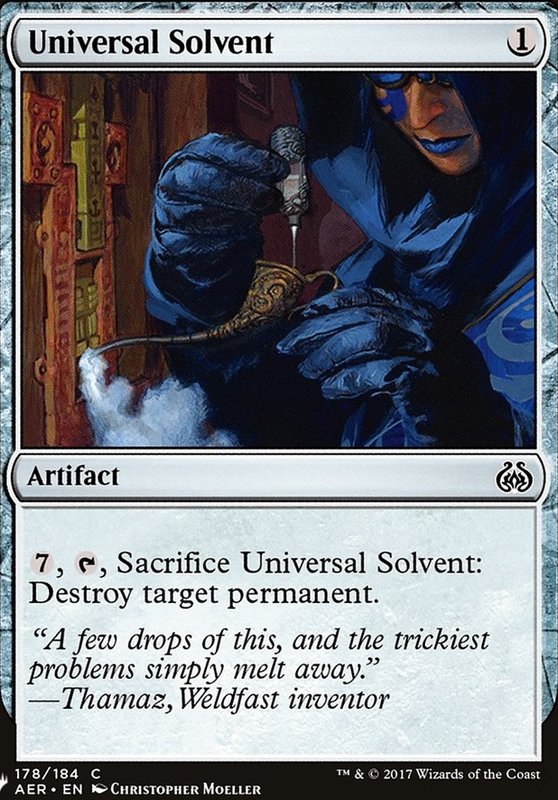 Universal Solvent 1
Artifact
7, , Sacrifice Universal Solvent:
Destroy target permanent.
“A few drops of this, and the trickiest
problems simply melt away.”
—Thamaz, Weldfast inventor
178/184 C
AER • EN Christopher Moeller
™ & © 2017 Wizards of the Coast